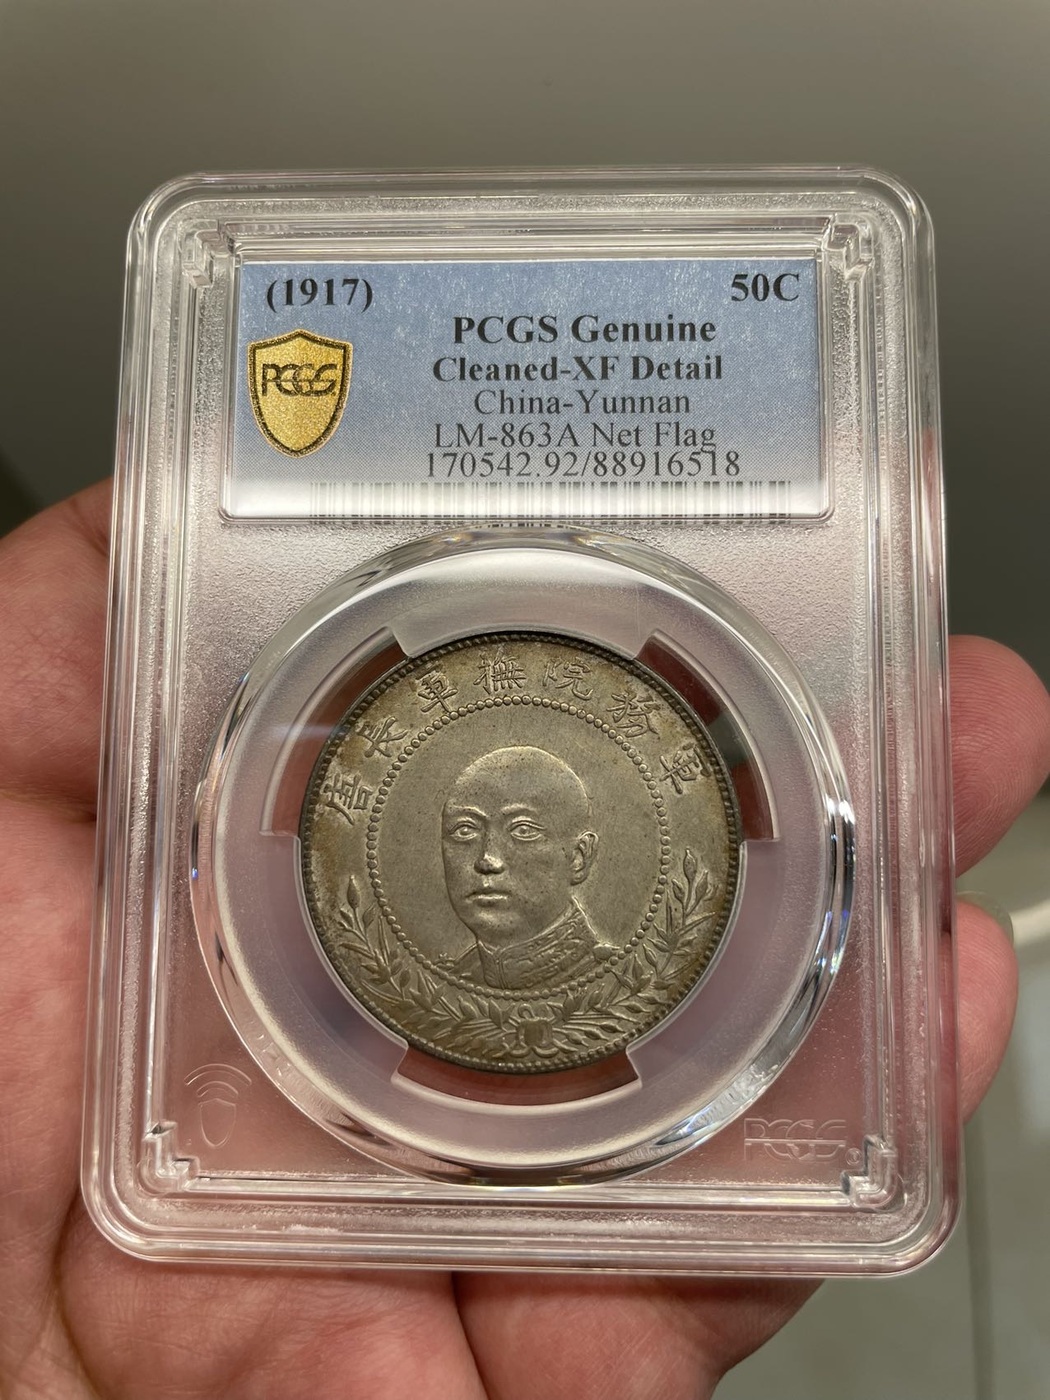 (1917)
50C
PCGS Genuine
PCGS
Cleaned-XF Detail
China-Yunnan
LM-863A Net Flag
170542.92/88916518
軍務院撫軍長唐
PCGS